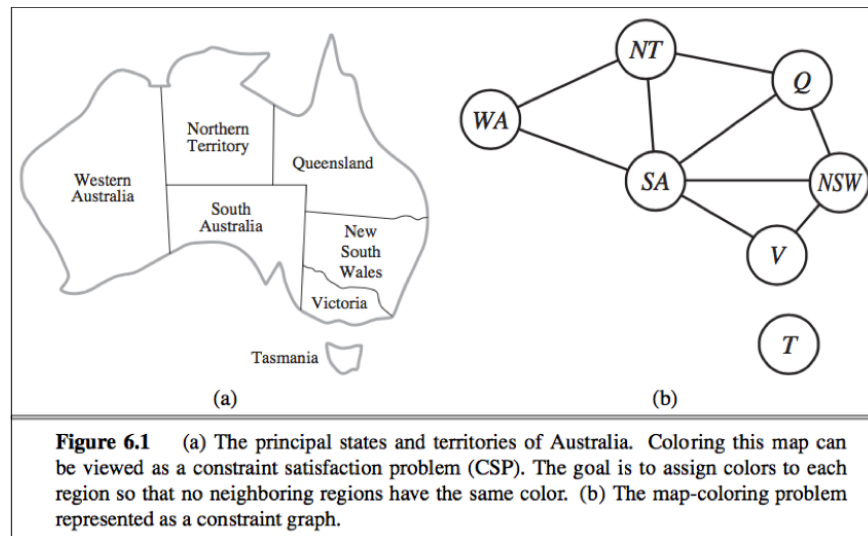 Northern
Territory
Western
Australia
Queensland
South
Australia
New
South
Wales
Victoria
Tasmania
(a)
NT
Q
WA
SA
NSW
V
T
(b)
Figure 6.1 (a) The principal states and territories of Australia. Coloring this map can
be viewed as a constraint satisfaction problem (CSP). The goal is to assign colors to each
region so that no neighboring regions have the same color. (b) The map-coloring problem
represented as a constraint graph.